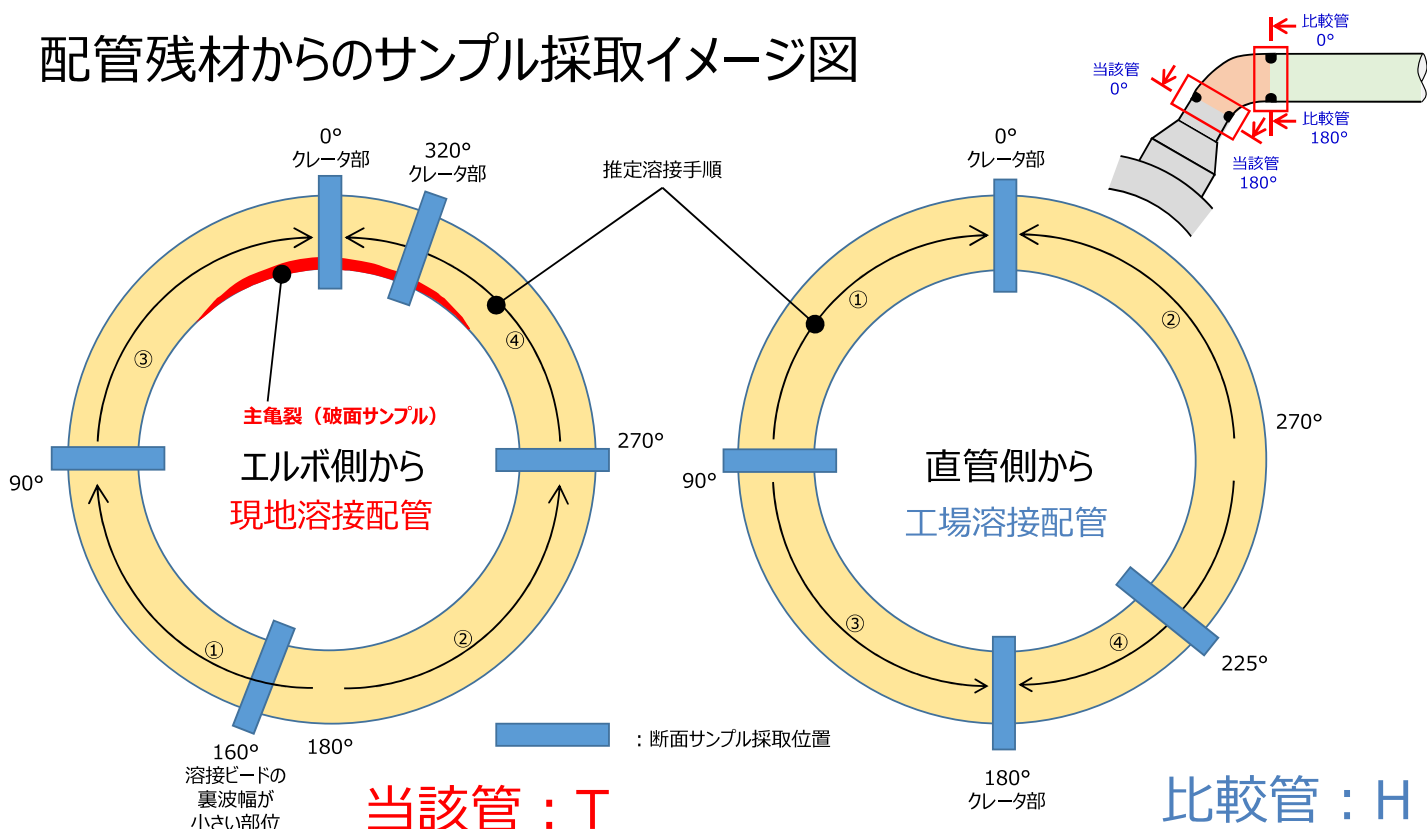 配管残材からのサンプル採取イメージ図
比較管
0°
当該管
0°
比較管
180°
当該管
180°
0°
クレータ部
320°
クレータ部
推定溶接手順
0°
クレータ部
①
②
③
④
主亀裂（破面サンプル）
エルボ側から
現地溶接配管
270°
90°
直管側から
工場溶接配管
270°
90°
①
②
③
④
225°
160°
溶接ビードの
裏波幅が
小さい部位
180°
：断面サンプル採取位置
180°
クレータ部
当該管：T
比較管：H